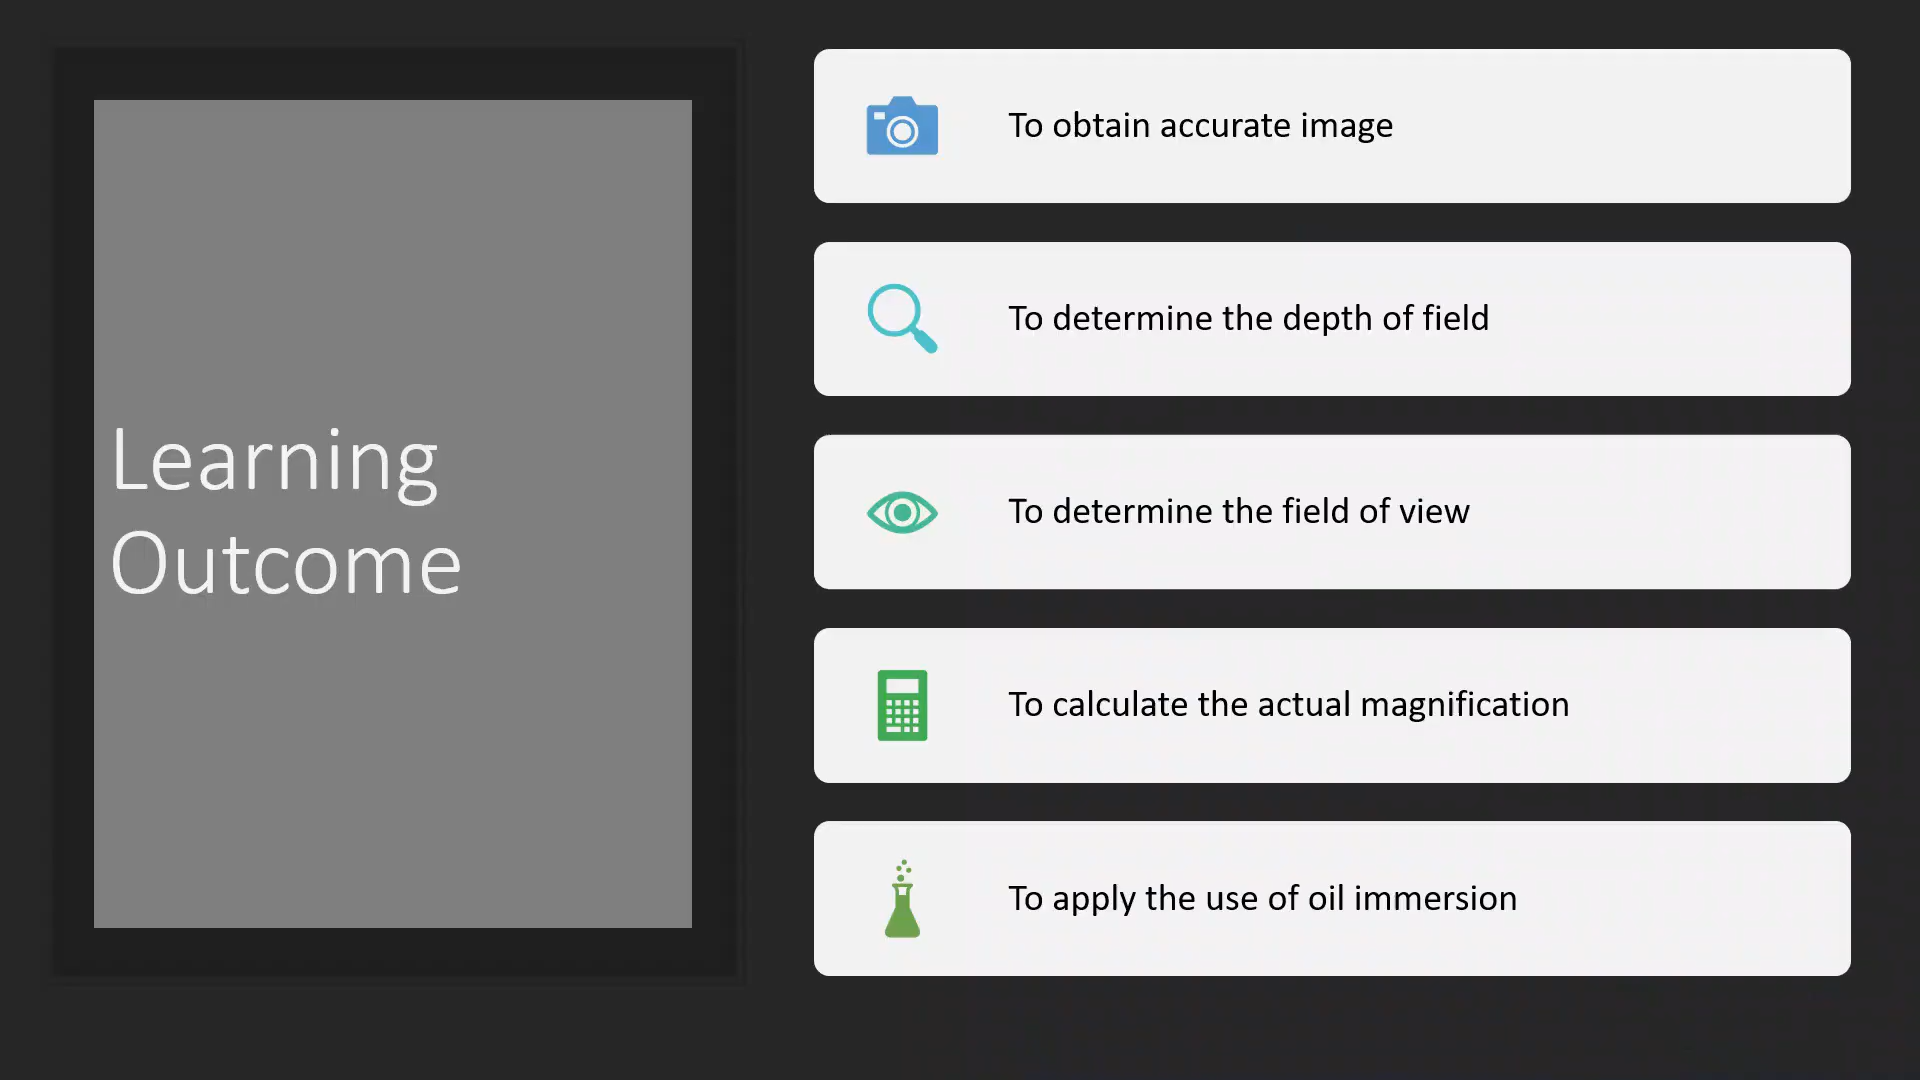 Learning
Outcome
To obtain accurate image
To determine the depth of field
To determine the field of view
To calculate the actual magnification
To apply the use of oil immersion